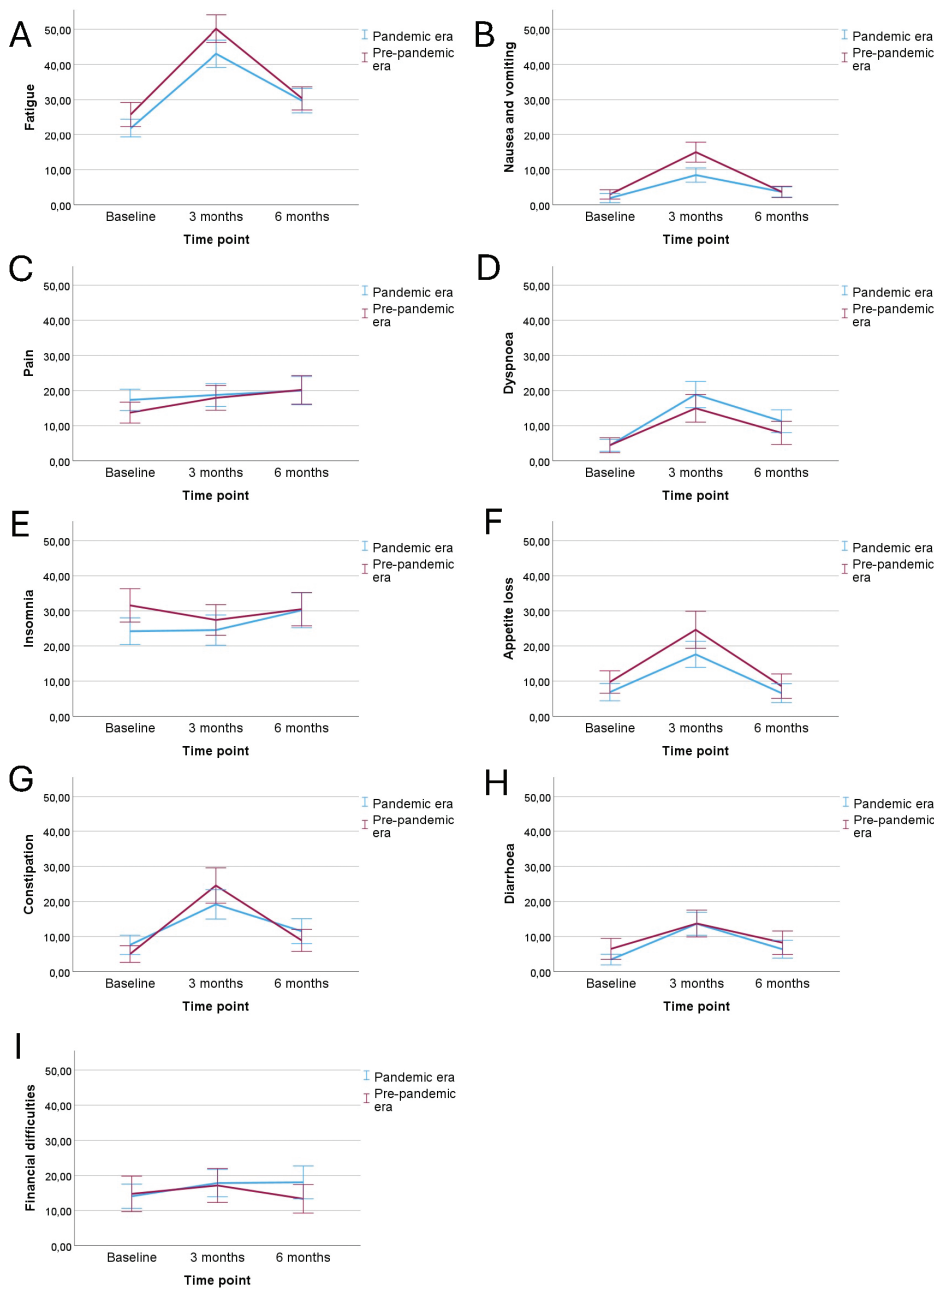 A
Fatigue
50,00
40,00
30,00
20,00
10,00
0,00
Baseline
3 months
6 months
Time point
Pandemic era
Pre-pandemic
era
B
Nausea and vomiting
50,00
40,00
30,00
20,00
10,00
0,00
Baseline
3 months
6 months
Time point
Pandemic era
Pre-pandemic
era
C
Pain
50,00
40,00
30,00
20,00
10,00
0,00
Baseline
3 months
6 months
Time point
Pandemic era
Pre-pandemic
era
D
Dyspnoea
50,00
40,00
30,00
20,00
10,00
0,00
Baseline
3 months
6 months
Time point
Pandemic era
Pre-pandemic
era
E
Insomnia
50,00
40,00
30,00
20,00
10,00
0,00
Baseline
3 months
6 months
Time point
Pandemic era
Pre-pandemic
era
F
Appetite loss
50,00
40,00
30,00
20,00
10,00
0,00
Baseline
3 months
6 months
Time point
Pandemic era
Pre-pandemic
era
G
Constipation
50,00
40,00
30,00
20,00
10,00
0,00
Baseline
3 months
6 months
Time point
Pandemic era
Pre-pandemic
era
H
Diarrhoea
50,00
40,00
30,00
20,00
10,00
0,00
Baseline
3 months
6 months
Time point
Pandemic era
Pre-pandemic
era
I
Financial difficulties
50,00
40,00
30,00
20,00
10,00
0,00
Baseline
3 months
6 months
Time point
Pandemic era
Pre-pandemic
era